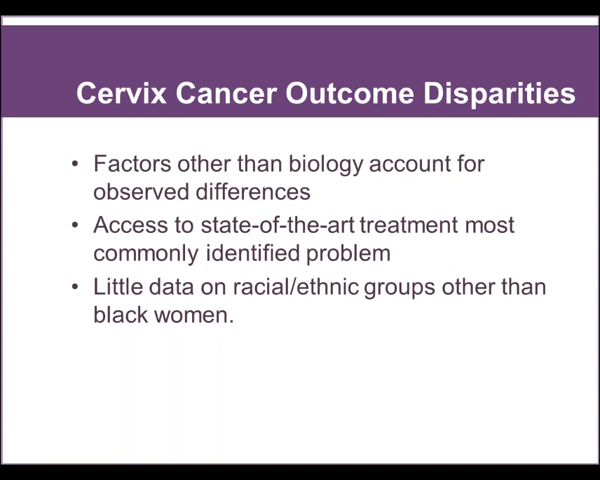 Cervix Cancer Outcome Disparities
• Factors other than biology account for
observed differences
• Access to state-of-the-art treatment most
commonly identified problem
• Little data on racial/ethnic groups other than
black women.